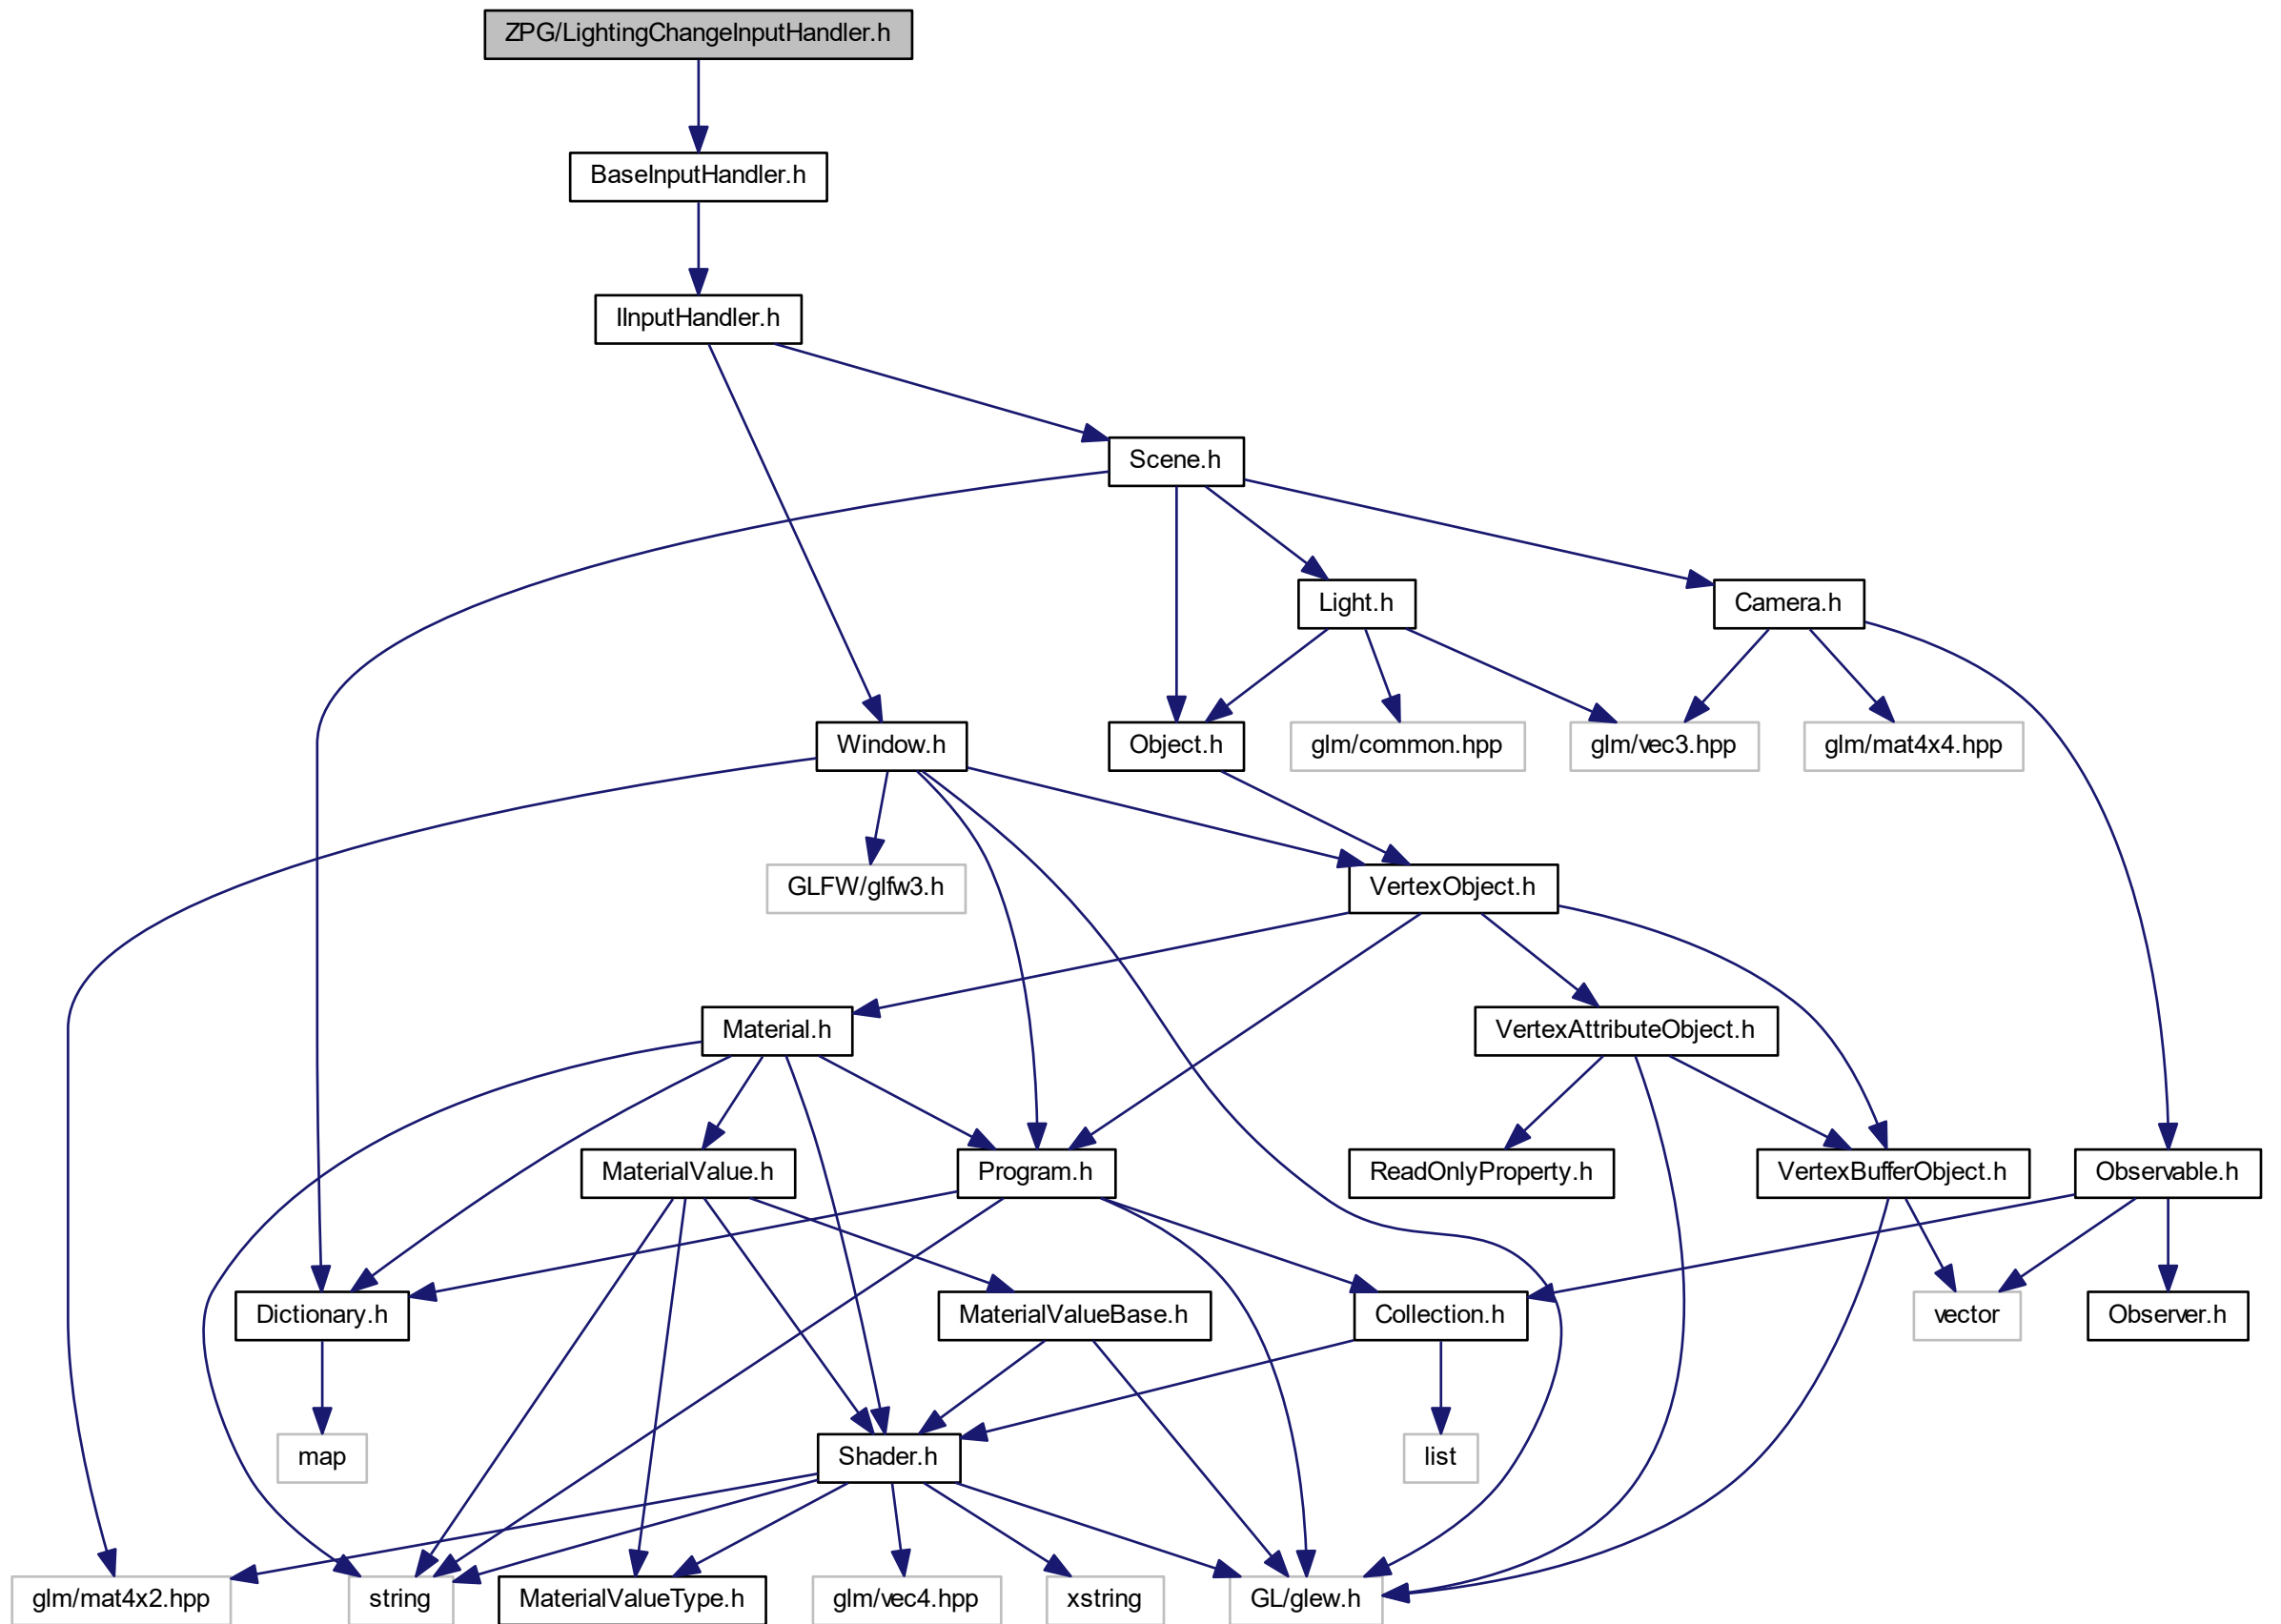 ZPG/LightingChangeInputHandler.h
BaseInputHandler.h
IInputHandler.h
Scene.h
Light.h
Camera.h
Window.h
Object.h
glm/common.hpp
glm/vec3.hpp
glm/mat4x4.hpp
GLFW/glfw3.h
VertexObject.h
Material.h
VertexAttributeObject.h
MaterialValue.h
Program.h
ReadOnlyProperty.h
VertexBufferObject.h
Observable.h
Dictionary.h
MaterialValueBase.h
Collection.h
vector
Observer.h
map
Shader.h
list
glm/mat4x2.hpp
string
MaterialValueType.h
glm/vec4.hpp
xstring
GL/glew.h